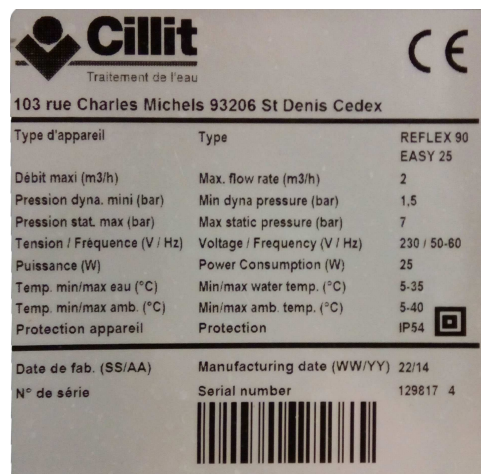 Cillit
Traitement de l'eau
CE
103 rue Charles Michels 93206 St Denis Cedex
Type d'appareil Type REFLEX 90
EASY 25
Débit maxi (m3/h) Max. flow rate (m3/h) 2
Pression dyna. mini (bar) Min dyna pressure (bar) 1,5
Pression stat. max (bar) Max static pressure (bar) 7
Tension / Fréquence (V / Hz) Voltage / Frequency (V / Hz) 230 / 50-60
Puissance (W) Power Consumption (W) 25
Temp. min/max eau (°C) Min/max water temp. (°C) 5-35
Temp. min/max amb. (°C) Min/max amb. temp. (°C) 5-40
Protection appareil Protection IP54
Date de fab. (SS/AA) Manufacturing date (WW/YY) 22/14
N° de série Serial number 129817 4